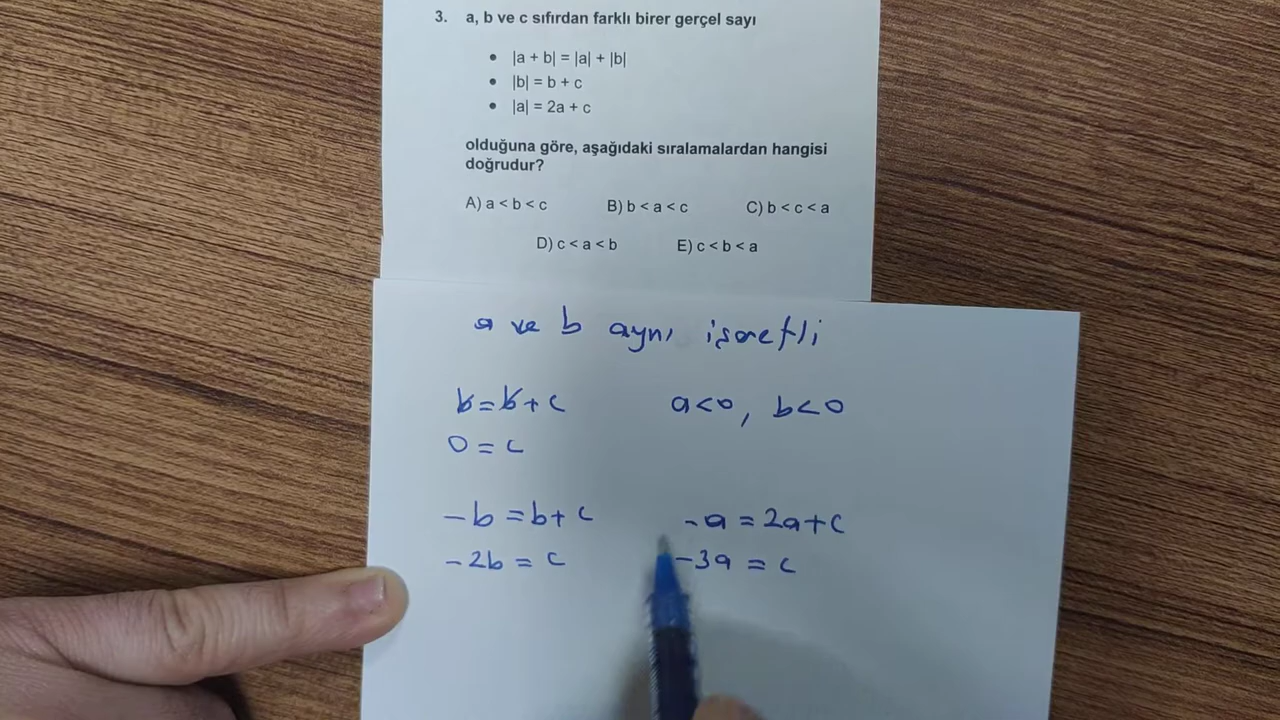 3. a, b ve c sıfırdan farklı birer gerçel sayı
• |a + b| = |a| + |b|
• |b| = b + c
• |a| = 2a + c
olduğuna göre, aşağıdaki sıralamalardan hangisi
doğrudur?
A) a < b < c B) b < a < c C) b < c < a
D) c < a < b E) c < b < a
a ve b aynı işaretli
b = b + c a<0, b<0
0 = c
-b = b + c -a = 2a + c
-2b = c -3a = c